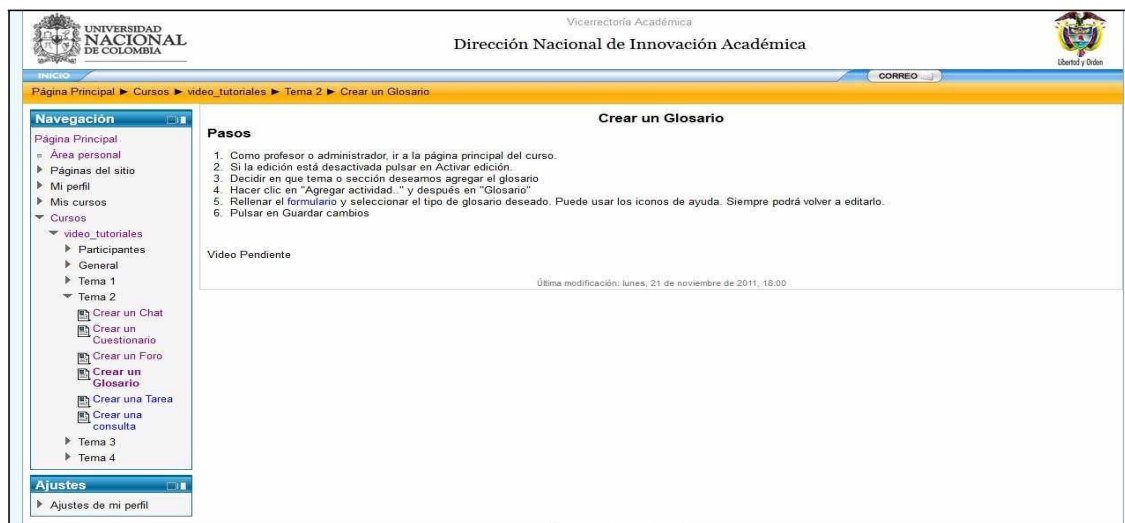 UNIVERSIDAD
NACIONAL
DE COLOMBIA
Vicerrectoría Académica
Dirección Nacional de Innovación Académica
Libertad y Orden
INICIO
CORREO
Página Principal ► Cursos ► video_tutoriales ► Tema 2 ► Crear un Glosario
Navegación
Página Principal
Área personal
Páginas del sitio
Mi perfil
Mis cursos
Cursos
video_tutoriales
Participantes
General
Tema 1
Tema 2
Crear un Chat
Crear un
Cuestionario
Crear un Foro
Crear un
Glosario
Crear una Tarea
Crear una
consulta
Tema 3
Tema 4
Ajustes
Ajustes de mi perfil
Crear un Glosario
Pasos
1. Como profesor o administrador, ir a la página principal del curso.
2. Si la edición está desactivada pulsar en Activar edición.
3. Decidir en que tema o sección deseamos agregar el glosario
4. Hacer clic en "Agregar actividad.." y después en "Glosario"
5. Rellenar el formulario y seleccionar el tipo de glosario deseado. Puede usar los iconos de ayuda. Siempre podrá volver a editarlo.
6. Pulsar en Guardar cambios
Video Pendiente
Última modificación: lunes, 21 de noviembre de 2011, 18:00